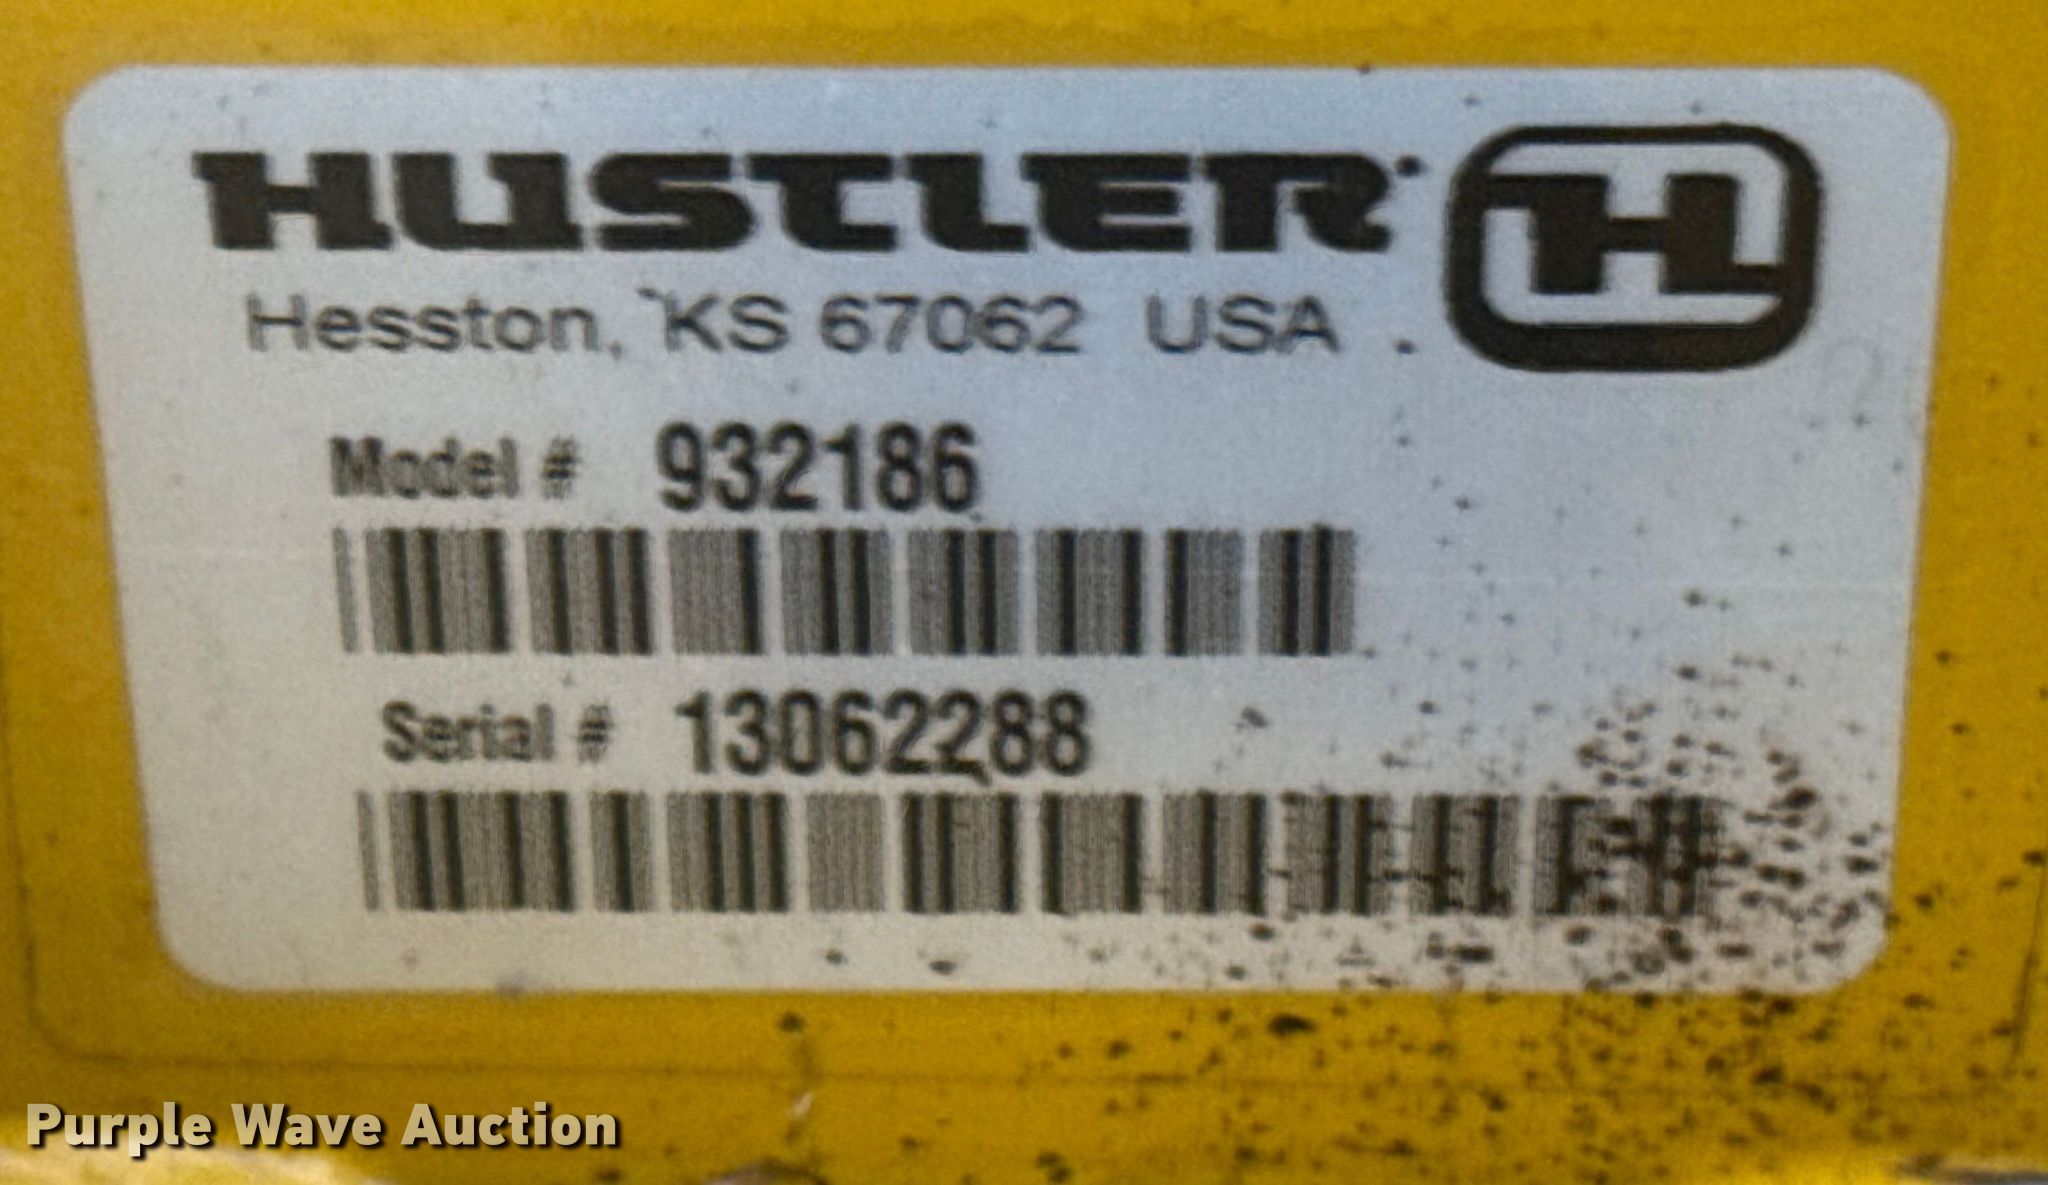 HUSTLER H
Hesston, KS 67062 USA
Model # 932186
Serial # 13062288
Purple Wave Auction